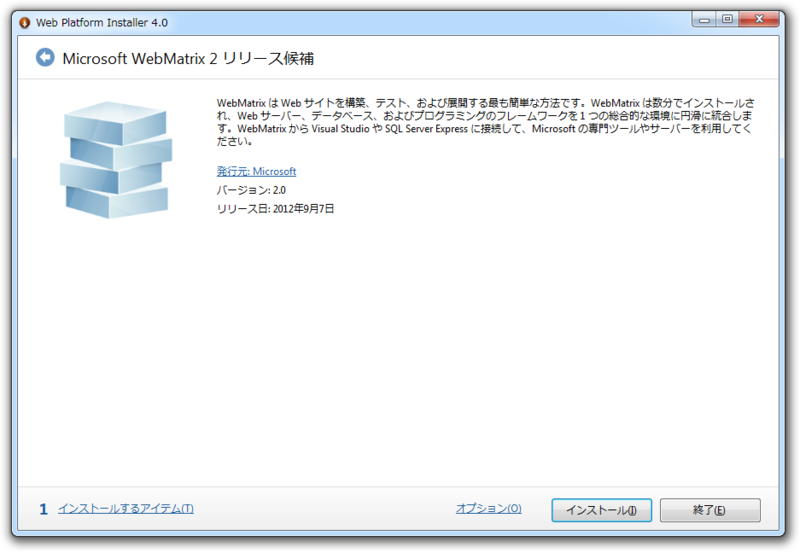 Web Platform Installer 4.0
Microsoft WebMatrix 2 リリース候補
WebMatrix は Web サイトを構築、テスト、および展開する最も簡単な方法です。WebMatrix は数分でインストールさ
れ、Web サーバー、データベース、およびプログラミングのフレームワークを 1 つの総合的な環境に円滑に統合しま
す。WebMatrix から Visual Studio や SQL Server Express に接続して、Microsoft の専門ツールやサーバーを利用してく
ださい。
発行元: Microsoft
バージョン: 2.0
リリース日: 2012年9月7日
1 インストールするアイテム(T)
オプション(O)
インストール(I)
終了(E)